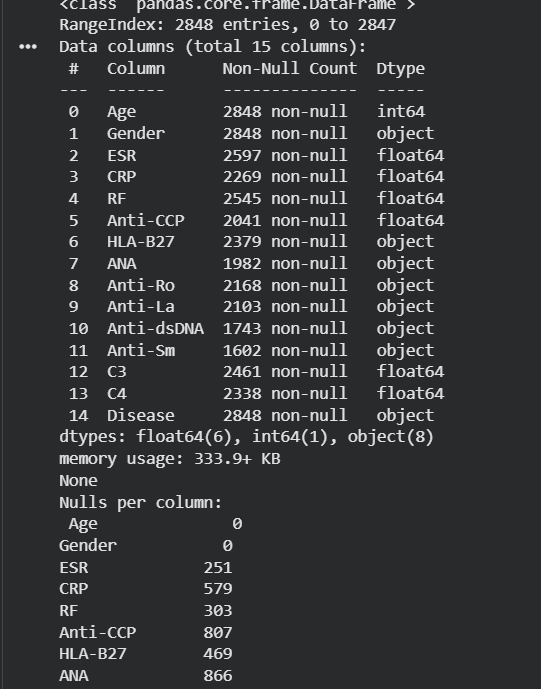 <class 'pandas.core.frame.DataFrame'>
RangeIndex: 2848 entries, 0 to 2847
Data columns (total 15 columns):
 #   Column     Non-Null Count  Dtype
---  ------     --------------  -----
 0   Age        2848 non-null   int64
 1   Gender     2848 non-null   object
 2   ESR        2597 non-null   float64
 3   CRP        2269 non-null   float64
 4   RF         2545 non-null   float64
 5   Anti-CCP   2041 non-null   float64
 6   HLA-B27    2379 non-null   object
 7   ANA        1982 non-null   object
 8   Anti-Ro    2168 non-null   object
 9   Anti-La    2103 non-null   object
 10  Anti-dsDNA 1743 non-null   object
 11  Anti-Sm    1602 non-null   object
 12  C3         2461 non-null   float64
 13  C4         2338 non-null   float64
 14  Disease    2848 non-null   object
dtypes: float64(6), int64(1), object(8)
memory usage: 333.9+ KB
None
Nulls per column:
 Age             0
Gender          0
ESR           251
CRP           579
RF            303
Anti-CCP      807
HLA-B27       469
ANA           866